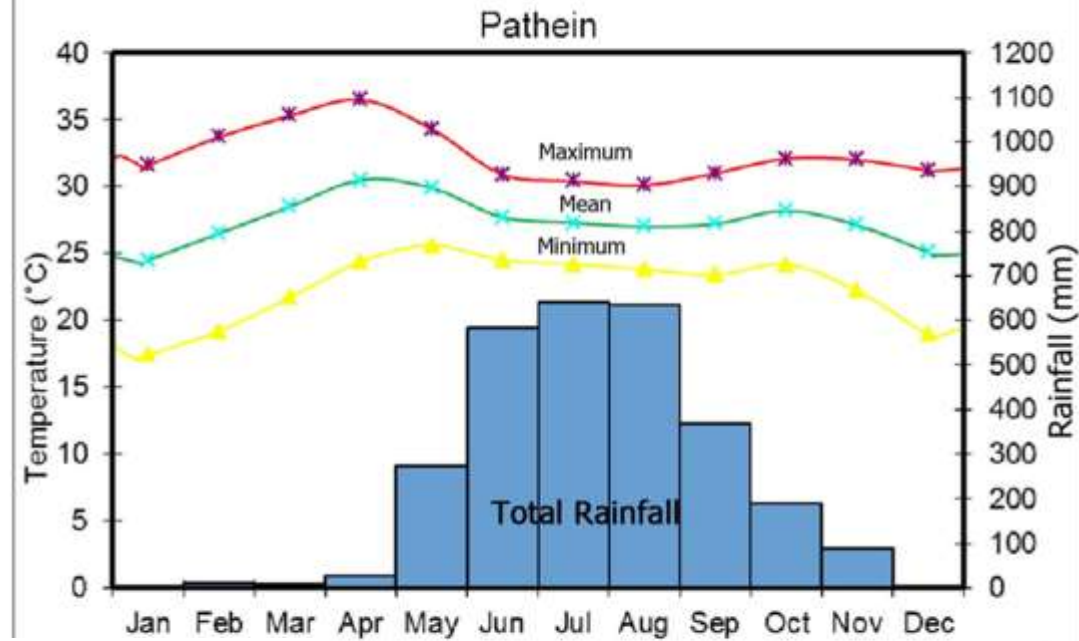 Pathein
40
35
30
25
20
15
10
5
0
Temperature (°C)
1200
1100
1000
900
800
700
600
500
400
300
200
100
0
Rainfall (mm)
Maximum
Mean
Minimum
Total Rainfall
Jan Feb Mar Apr May Jun Jul Aug Sep Oct Nov Dec